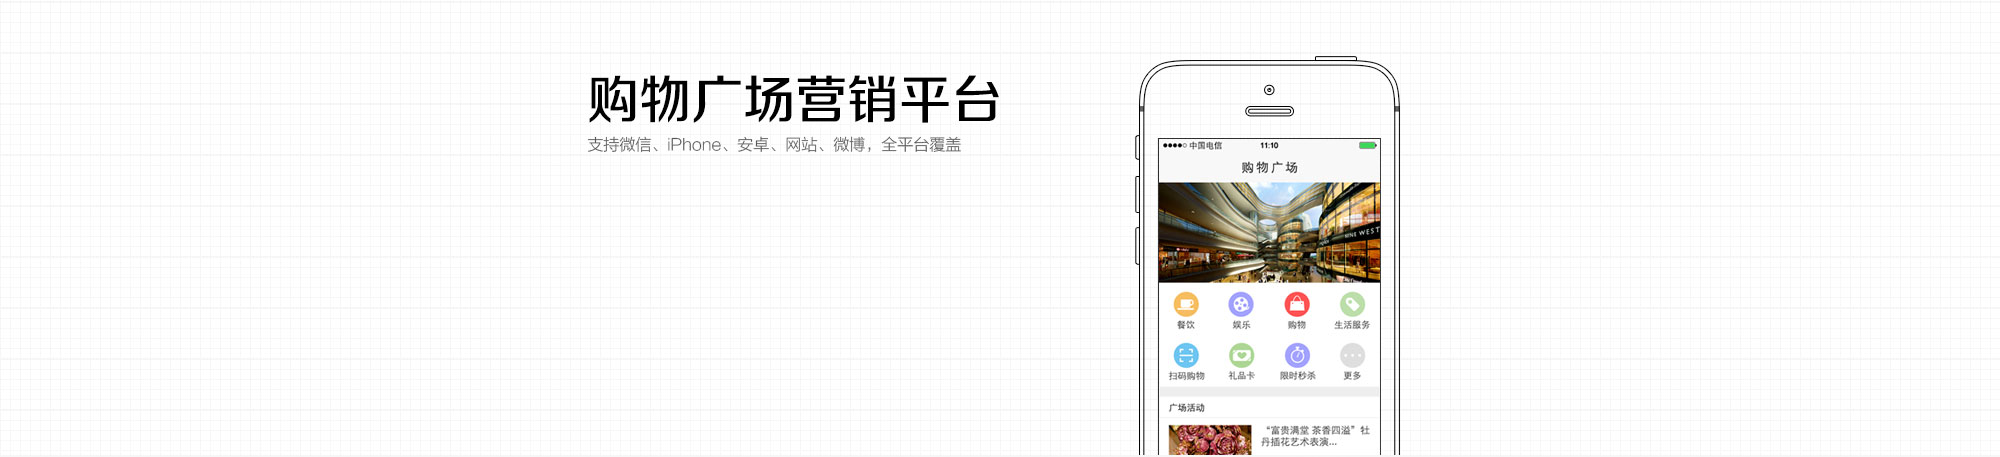 购物广场营销平台
支持微信、iPhone、安卓、网站、微博，全平台覆盖
中国电信 11:10
购物广场
NINE WEST
餐饮 娱乐 购物 生活服务
扫码购物 礼品卡 限时秒杀 更多
广场活动
“富贵满堂 茶香四溢”牡
丹插花艺术表演...